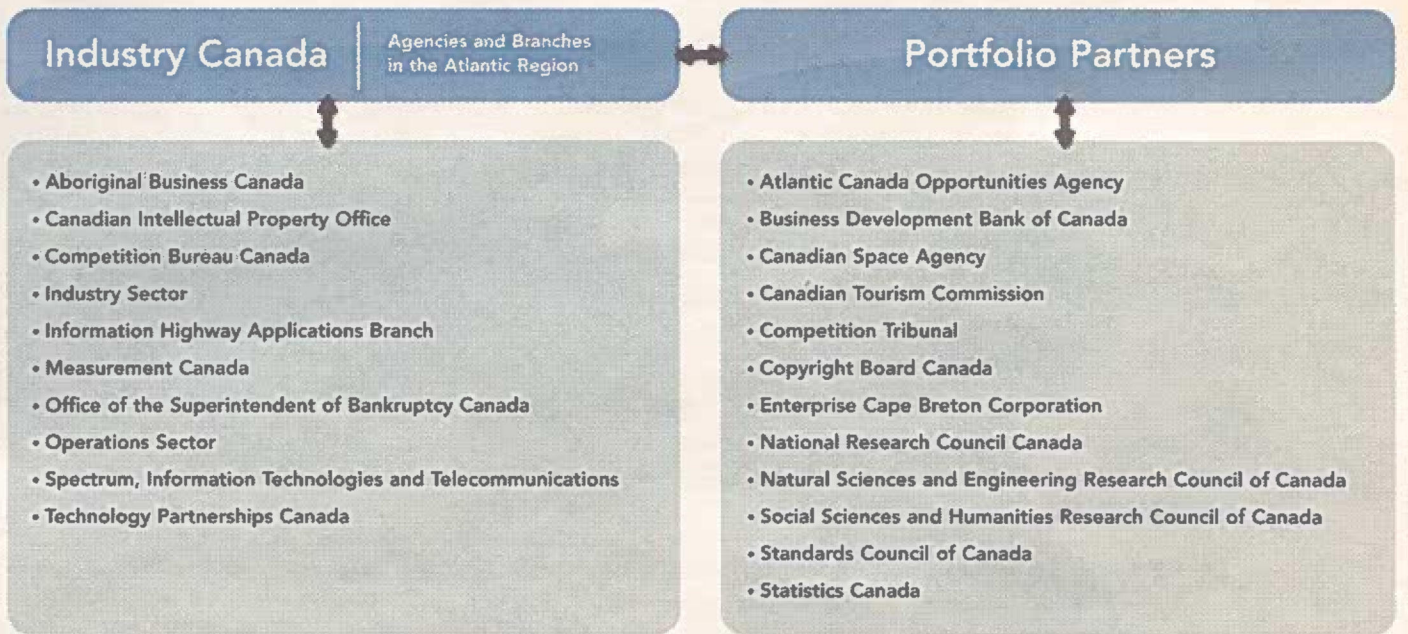 Industry Canada
Agencies and Branches
in the Atlantic Region
• Aboriginal Business Canada
• Canadian Intellectual Property Office
• Competition Bureau Canada
• Industry Sector
• Information Highway Applications Branch
• Measurement Canada
• Office of the Superintendent of Bankruptcy Canada
• Operations Sector
• Spectrum, Information Technologies and Telecommunications
• Technology Partnerships Canada
Portfolio Partners
• Atlantic Canada Opportunities Agency
• Business Development Bank of Canada
• Canadian Space Agency
• Canadian Tourism Commission
• Competition Tribunal
• Copyright Board Canada
• Enterprise Cape Breton Corporation
• National Research Council Canada
• Natural Sciences and Engineering Research Council of Canada
• Social Sciences and Humanities Research Council of Canada
• Standards Council of Canada
• Statistics Canada